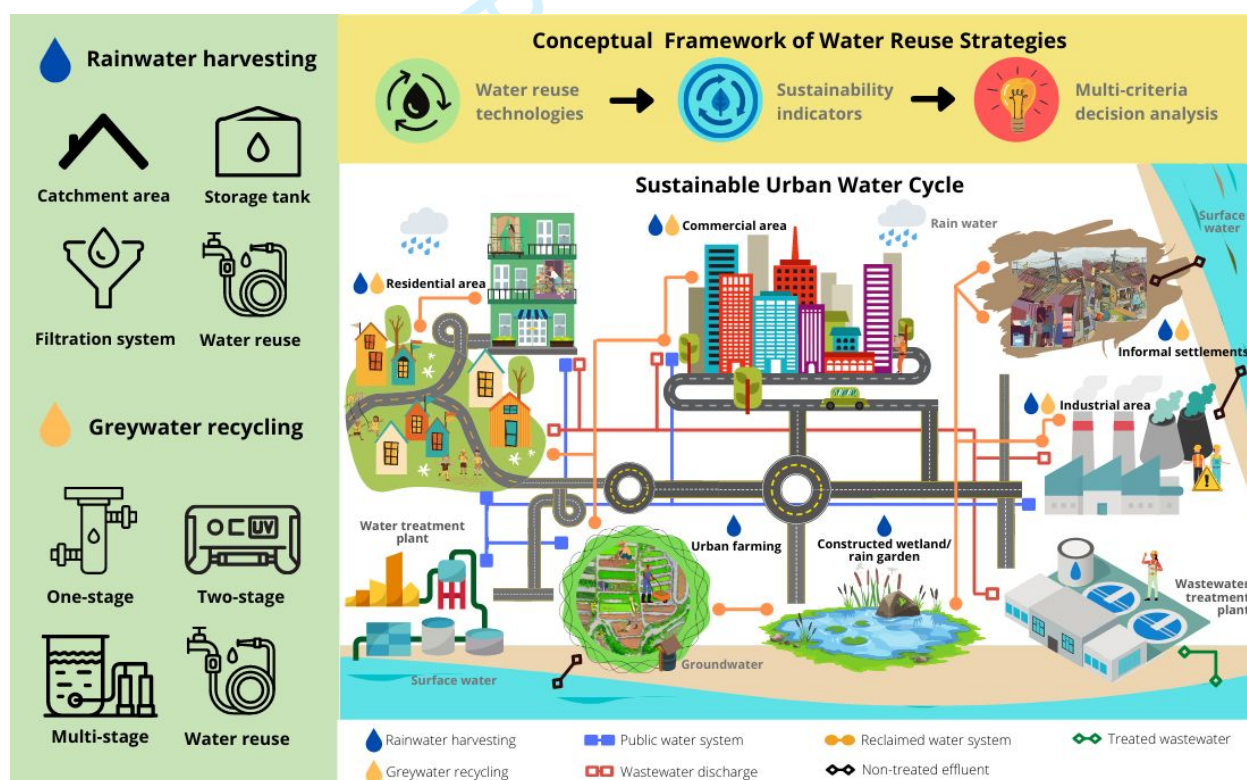 Rainwater harvesting
Catchment area
Storage tank
Filtration system
Water reuse
Greywater recycling
UV
One-stage
Two-stage
Multi-stage
Water reuse
Conceptual Framework of Water Reuse Strategies
Water reuse
technologies
Sustainability
indicators
Multi-criteria
decision analysis
Sustainable Urban Water Cycle
Surface
water
Commercial area
Rain water
Residential area
Informal settlements
Industrial area
Water treatment
plant
Urban farming
Constructed wetland/
rain garden
Wastewater
treatment
plant
Groundwater
Surface water
Rainwater harvesting
Public water system
Reclaimed water system
Treated wastewater
Greywater recycling
Wastewater discharge
Non-treated effluent